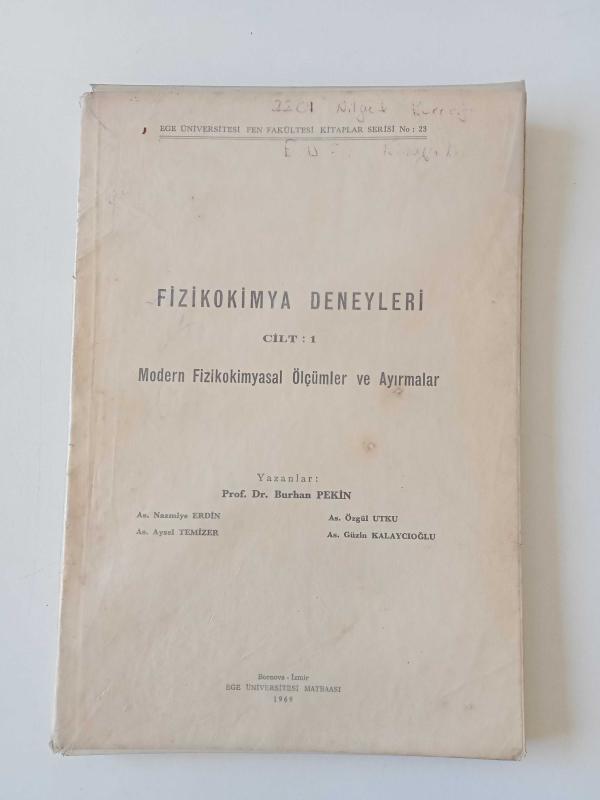 2201 Nilgün
EGE ÜNİVERSİTESİ FEN FAKÜLTESİ KİTAPLAR SERİSİ No : 23
FİZİKOKİMYA DENEYLERİ
CİLT : 1
Modern Fizikokimyasal Ölçümler ve Ayırmalar
Yazanlar:
Prof. Dr. Burhan PEKİN
As. Nazmiye ERDİN
As. Özgül UTKU
As. Aysel TEMİZER
As. Güzin KALAYCIOĞLU
Bornova - İzmir
EGE ÜNİVERSİTESİ MATBAASI
1969